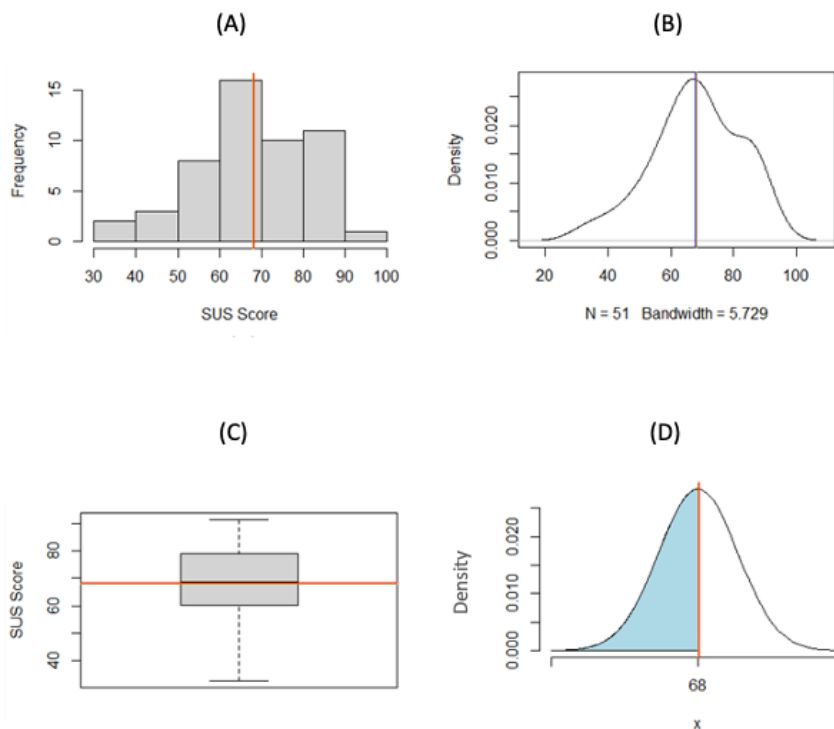 (A)
15
10
5
0
Frequency
30 40 50 60 70 80 90 100
SUS Score
(B)
0.020
0.010
0.000
Density
20 40 60 80 100
N = 51 Bandwidth = 5.729
(C)
80
60
40
SUS Score
(D)
0.020
0.010
0.000
Density
68
x